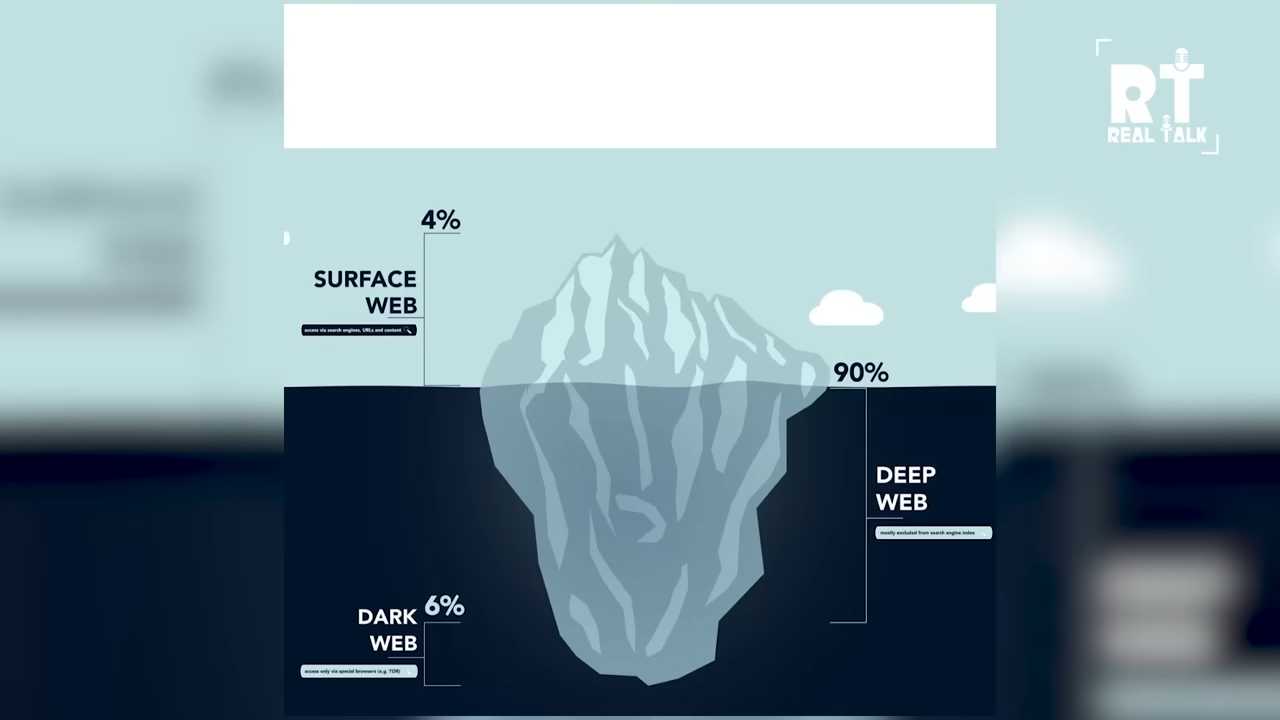 RT
REAL TALK
4%
SURFACE
WEB
access via search engines, URLs and content
90%
DEEP
WEB
mostly excluded from search engine index
6%
DARK
WEB
access only via special browsers (e.g. TOR)